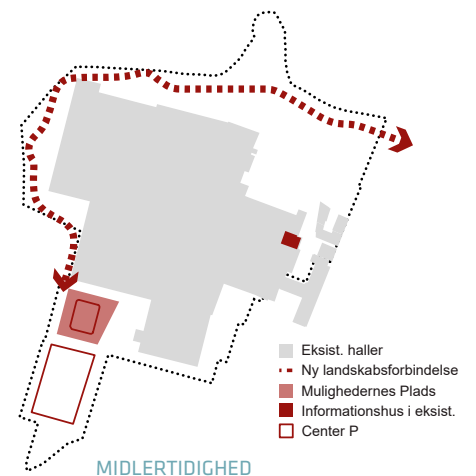 Eksist. haller
Ny landskabsforbindelse
Mulighedernes Plads
Informationshus i eksist.
Center P
MIDLERTIDIGHED